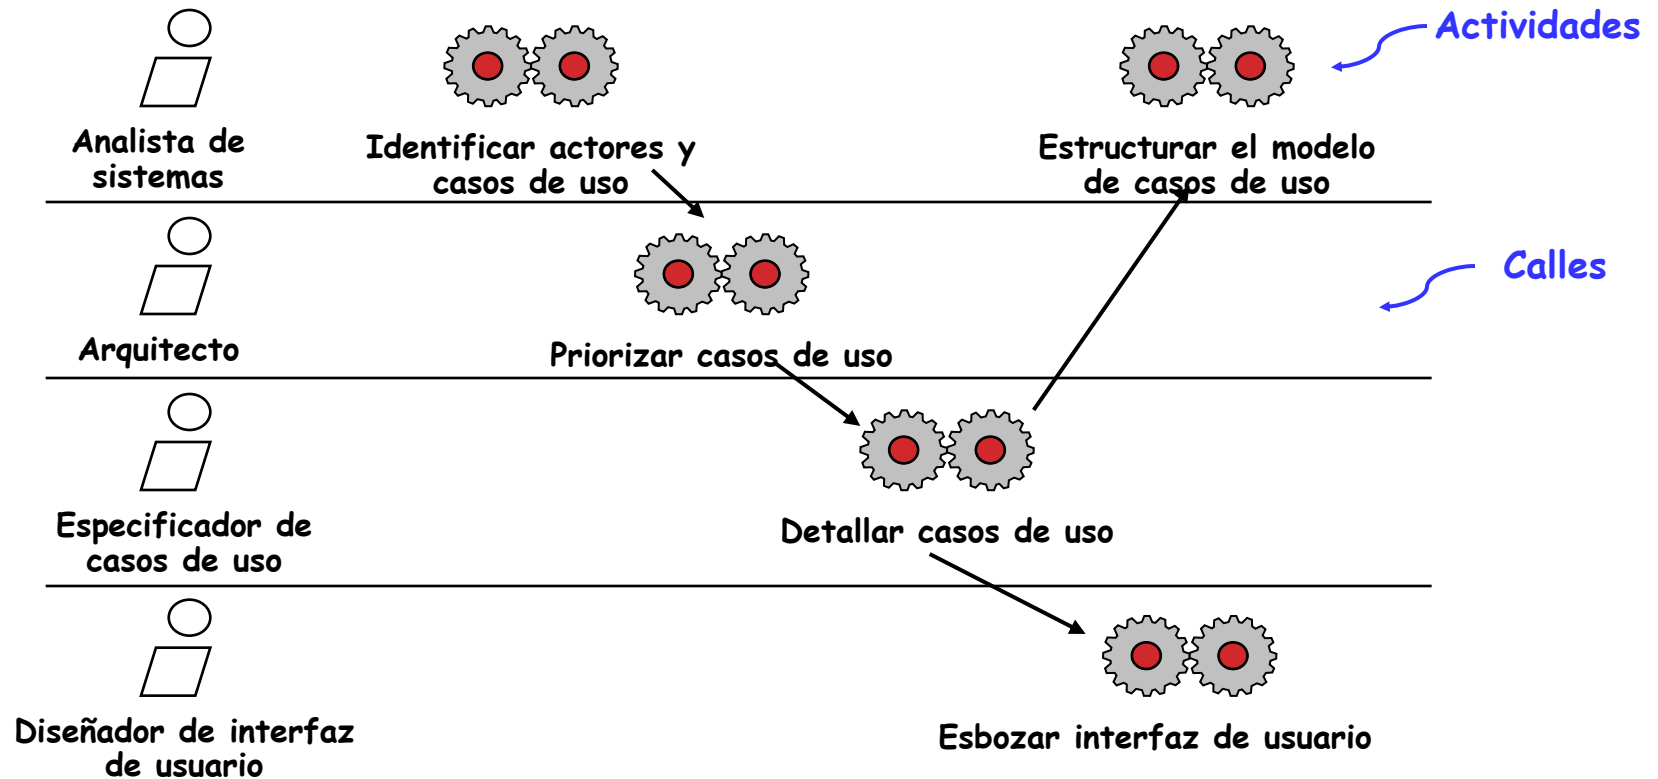 Actividades
Analista de
sistemas
Identificar actores y
casos de uso
Estructurar el modelo
de casos de uso
Calles
Arquitecto
Priorizar casos de uso
Especificador de
casos de uso
Detallar casos de uso
Diseñador de interfaz
de usuario
Esbozar interfaz de usuario